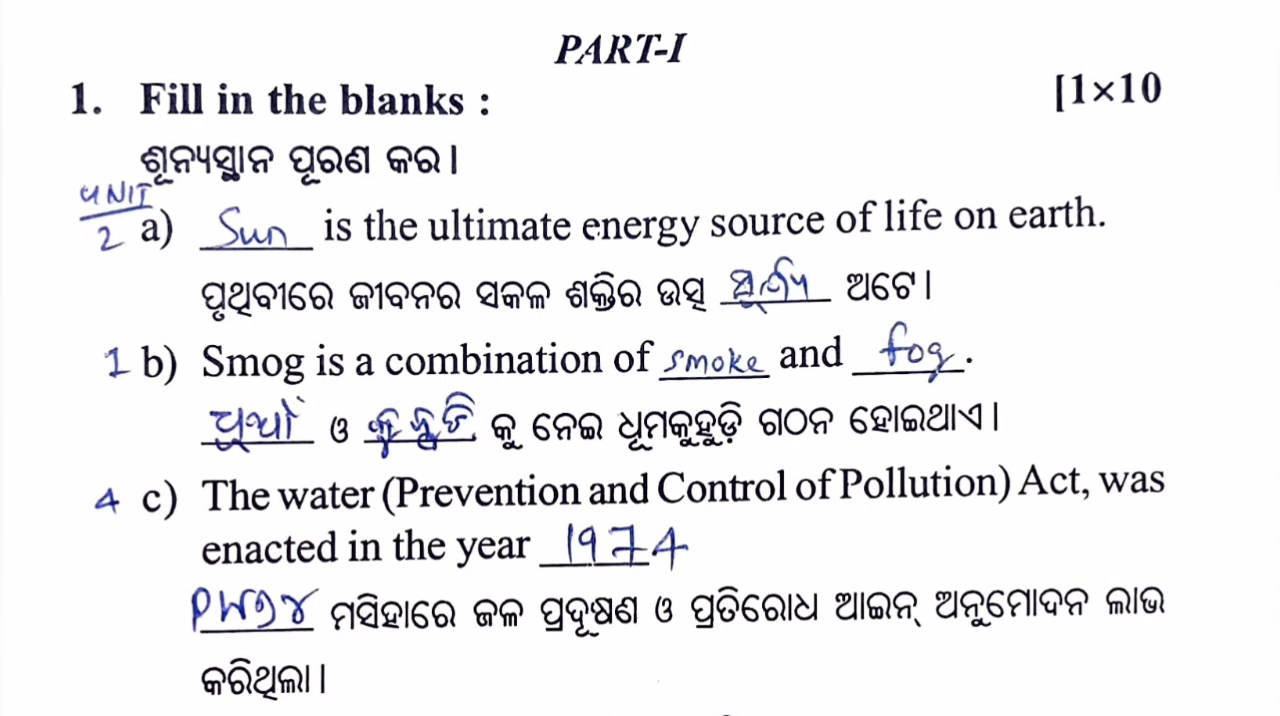 PART-I
1. Fill in the blanks : [1×10
ଶୂନ୍ୟସ୍ଥାନ ପୂରଣ କର।
UNIT
2 a) Sun is the ultimate energy source of life on earth.
ପୃଥିବୀରେ ଜୀବନର ସକଳ ଶକ୍ତିର ଉତ୍ସ ସୂର୍ଯ୍ୟ ଅଟେ।
1 b) Smog is a combination of smoke and fog.
ଧୂଆଁ ଓ କୁହୁଡି କୁ ନେଇ ଧୂମକୁହୁଡ଼ି ଗଠନ ହୋଇଥାଏ।
4 c) The water (Prevention and Control of Pollution) Act, was
enacted in the year 1974
୧୯୭୪ ମସିହାରେ ଜଳ ପ୍ରଦୂଷଣ ଓ ପ୍ରତିରୋଧ ଆଇନ୍ ଅନୁମୋଦନ ଲାଭ
କରିଥିଲା।